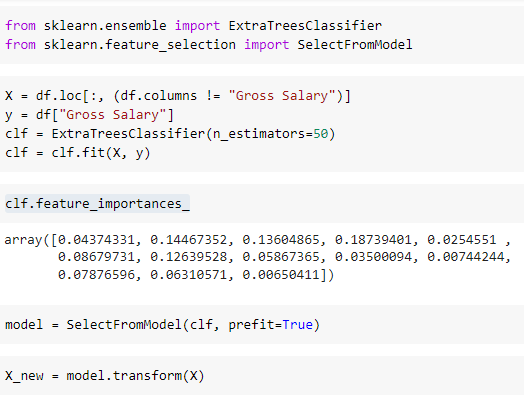 from sklearn.ensemble import ExtraTreesClassifier
from sklearn.feature_selection import SelectFromModel
X = df.loc[:, (df.columns != "Gross Salary")]
y = df["Gross Salary"]
clf = ExtraTreesClassifier(n_estimators=50)
clf = clf.fit(X, y)
clf.feature_importances_
array([0.04374331, 0.14467352, 0.13604865, 0.18739401, 0.0254551 ,
0.08679731, 0.12639528, 0.05867365, 0.03500094, 0.00744244,
0.07876596, 0.06310571, 0.00650411])
model = SelectFromModel(clf, prefit=True)
X_new = model.transform(X)